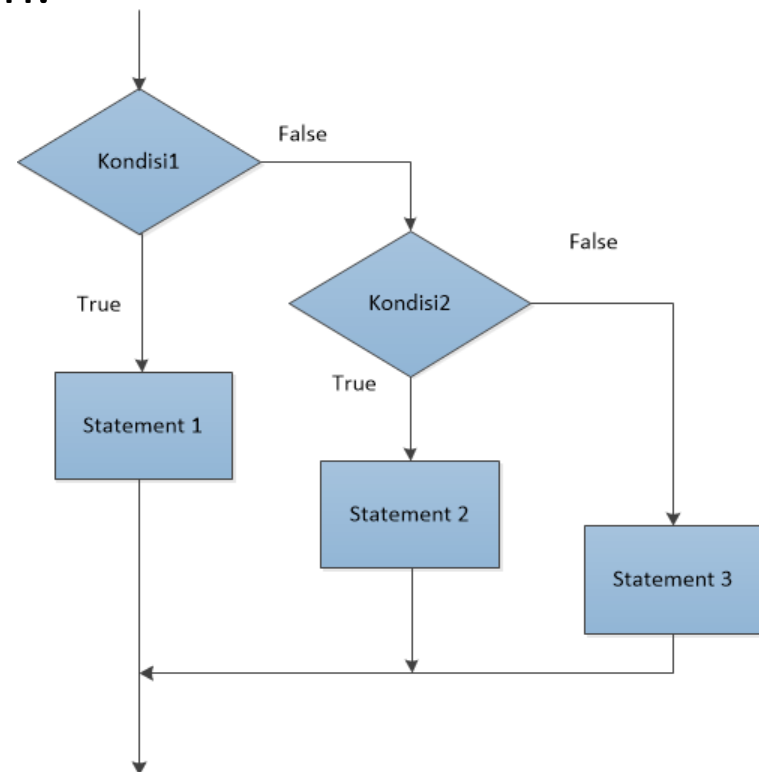 Kondisi1
False
Kondisi2
False
True
True
Statement 1
Statement 2
Statement 3